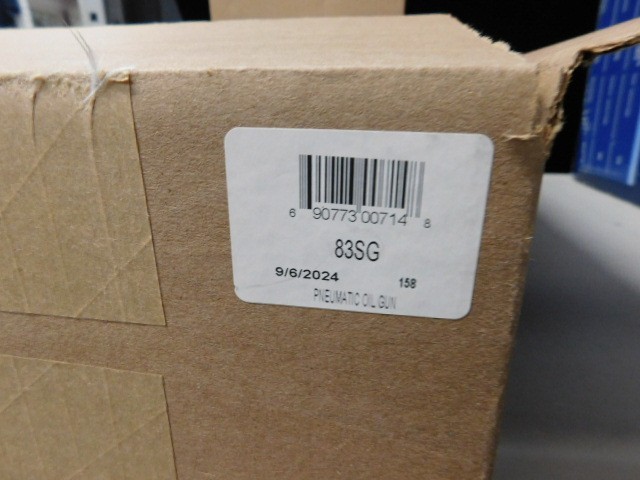 6 90773 00714 8
83SG
9/6/2024 158
PNEUMATIC OIL GUN